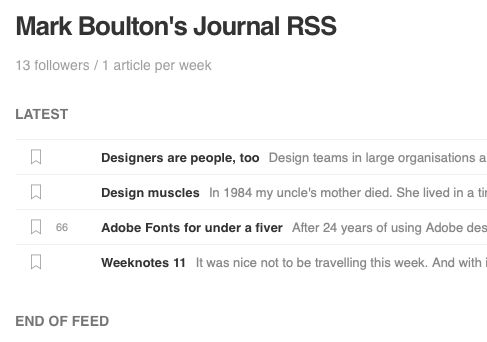 Mark Boulton's Journal RSS
13 followers / 1 article per week
LATEST
Designers are people, too Design teams in large organisations a
Design muscles In 1984 my uncle's mother died. She lived in a
66 Adobe Fonts for under a fiver After 24 years of using Adobe des
Weeknotes 11 It was nice not to be travelling this week. And with
END OF FEED